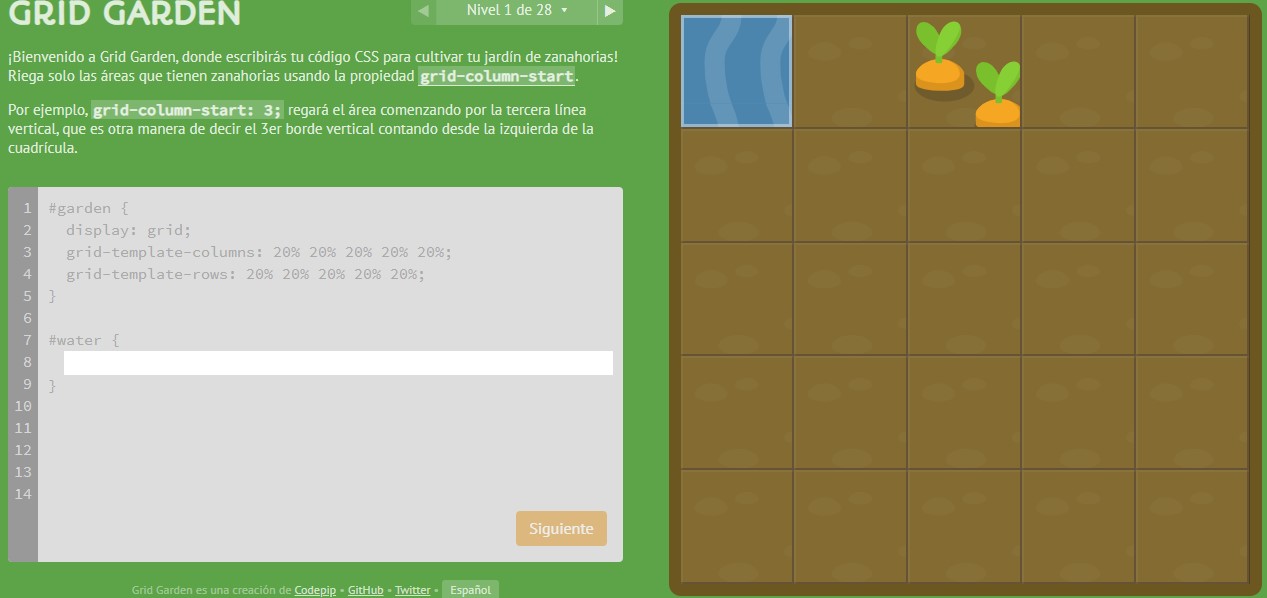 GRID GARDEN
◀ Nivel 1 de 28 ▾ ▶
¡Bienvenido a Grid Garden, donde escribirás tu código CSS para cultivar tu jardín de zanahorias!
Riega solo las áreas que tienen zanahorias usando la propiedad grid-column-start.
Por ejemplo, grid-column-start: 3; regará el área comenzando por la tercera línea
vertical, que es otra manera de decir el 3er borde vertical contando desde la izquierda de la
cuadrícula.
1 #garden {
2 display: grid;
3 grid-template-columns: 20% 20% 20% 20% 20%;
4 grid-template-rows: 20% 20% 20% 20% 20%;
5 }
6
7 #water {
8
9 }
10
11
12
13
14
Siguiente
Grid Garden es una creación de Codepip • GitHub • Twitter • Español